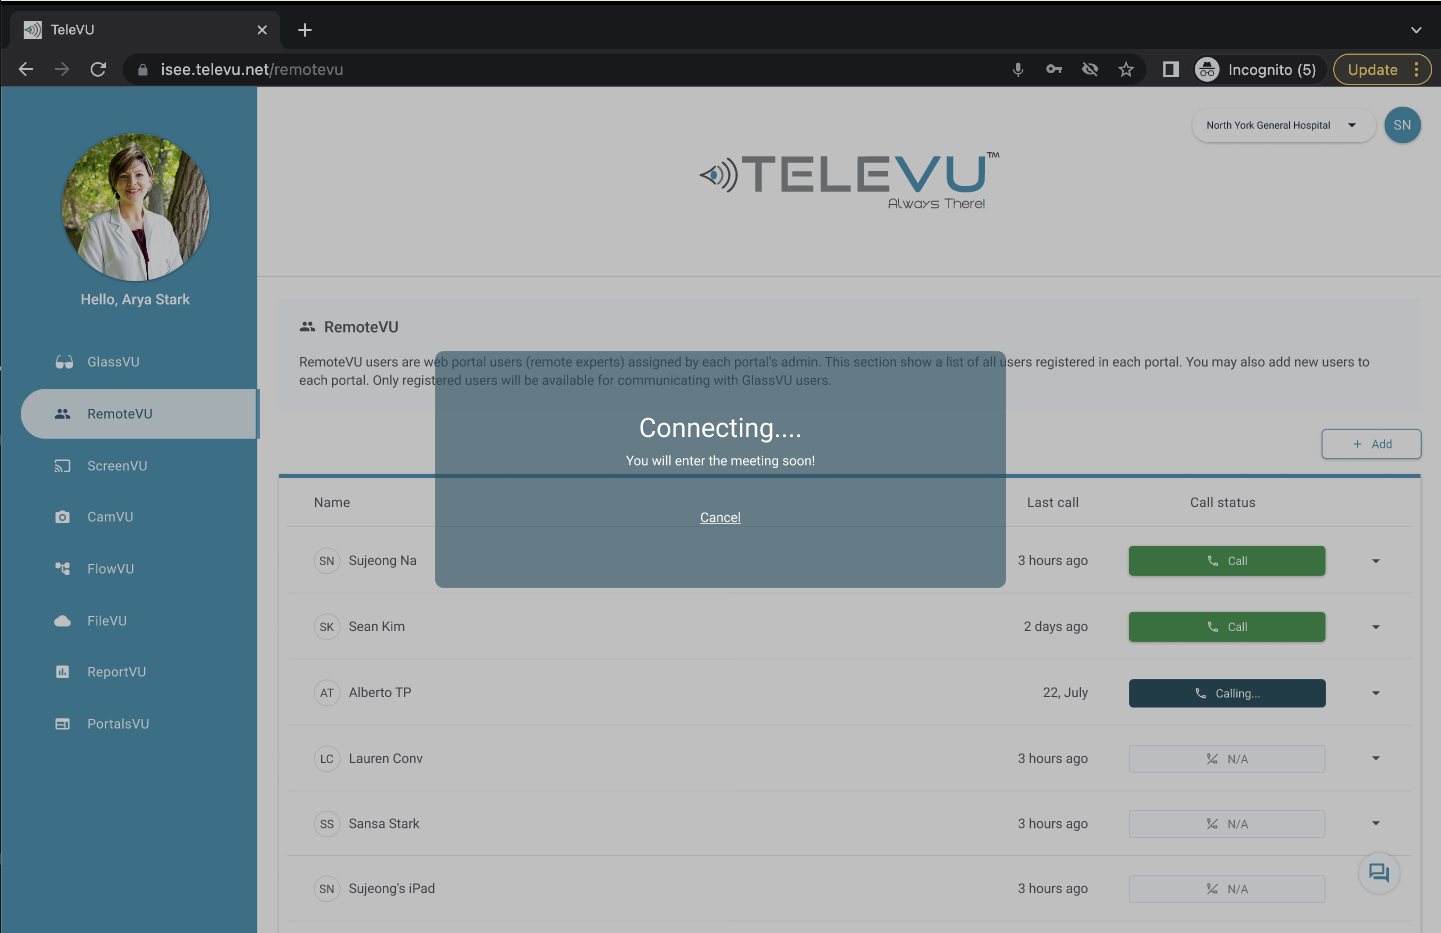 TeleVU
isee.televu.net/remotevu
Incognito (5)
Update
North York General Hospital
SN
TELEVU™
Always There!
Hello, Arya Stark
GlassVU
RemoteVU
ScreenVU
CamVU
FlowVU
FileVU
ReportVU
PortalsVU
RemoteVU
RemoteVU users are web portal users (remote experts) assigned by each portal's admin. This section show a list of all users registered in each portal. You may also add new users to
each portal. Only registered users will be available for communicating with GlassVU users.
Connecting....
You will enter the meeting soon!
Cancel
+ Add
Name Last call Call status
SN Sujeong Na 3 hours ago Call
SK Sean Kim 2 days ago Call
AT Alberto TP 22, July Calling...
LC Lauren Conv 3 hours ago N/A
SS Sansa Stark 3 hours ago N/A
SN Sujeong's iPad 3 hours ago N/A